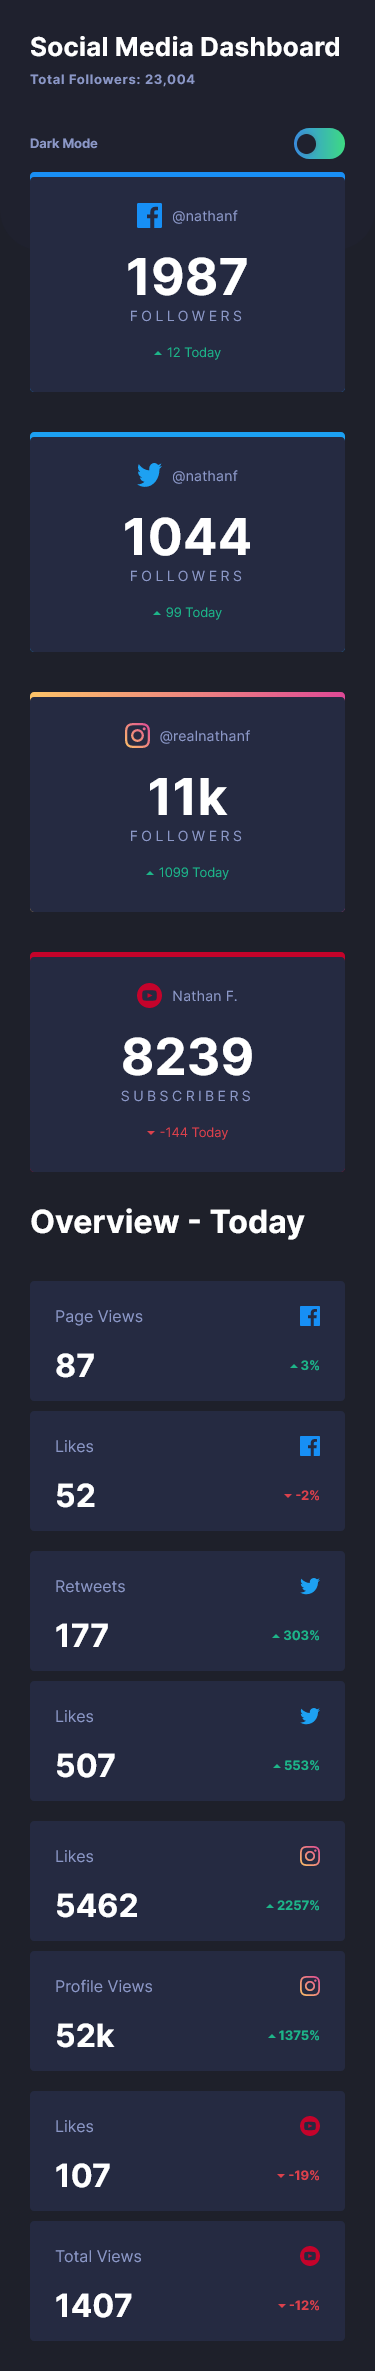 Social Media Dashboard
Total Followers: 23,004
Dark Mode
@nathanf
1987
FOLLOWERS
12 Today
@nathanf
1044
FOLLOWERS
99 Today
@realnathanf
11k
FOLLOWERS
1099 Today
Nathan F.
8239
SUBSCRIBERS
-144 Today
Overview - Today
Page Views
87
3%
Likes
52
-2%
Retweets
177
303%
Likes
507
553%
Likes
5462
2257%
Profile Views
52k
1375%
Likes
107
-19%
Total Views
1407
-12%